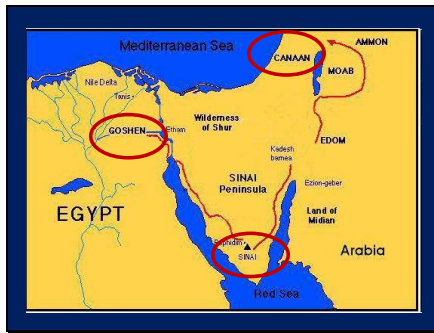 Mediterranean Sea
AMMON
CANAAN
MOAB
Nile Delta
Tanis
Wilderness
of Shur
GOSHEN
Etham
EDOM
Kadesh
barnea
SINAI
Peninsula
Ezion-geber
EGYPT
Land of
Midian
Rephidim
SINAI
Arabia
Red Sea